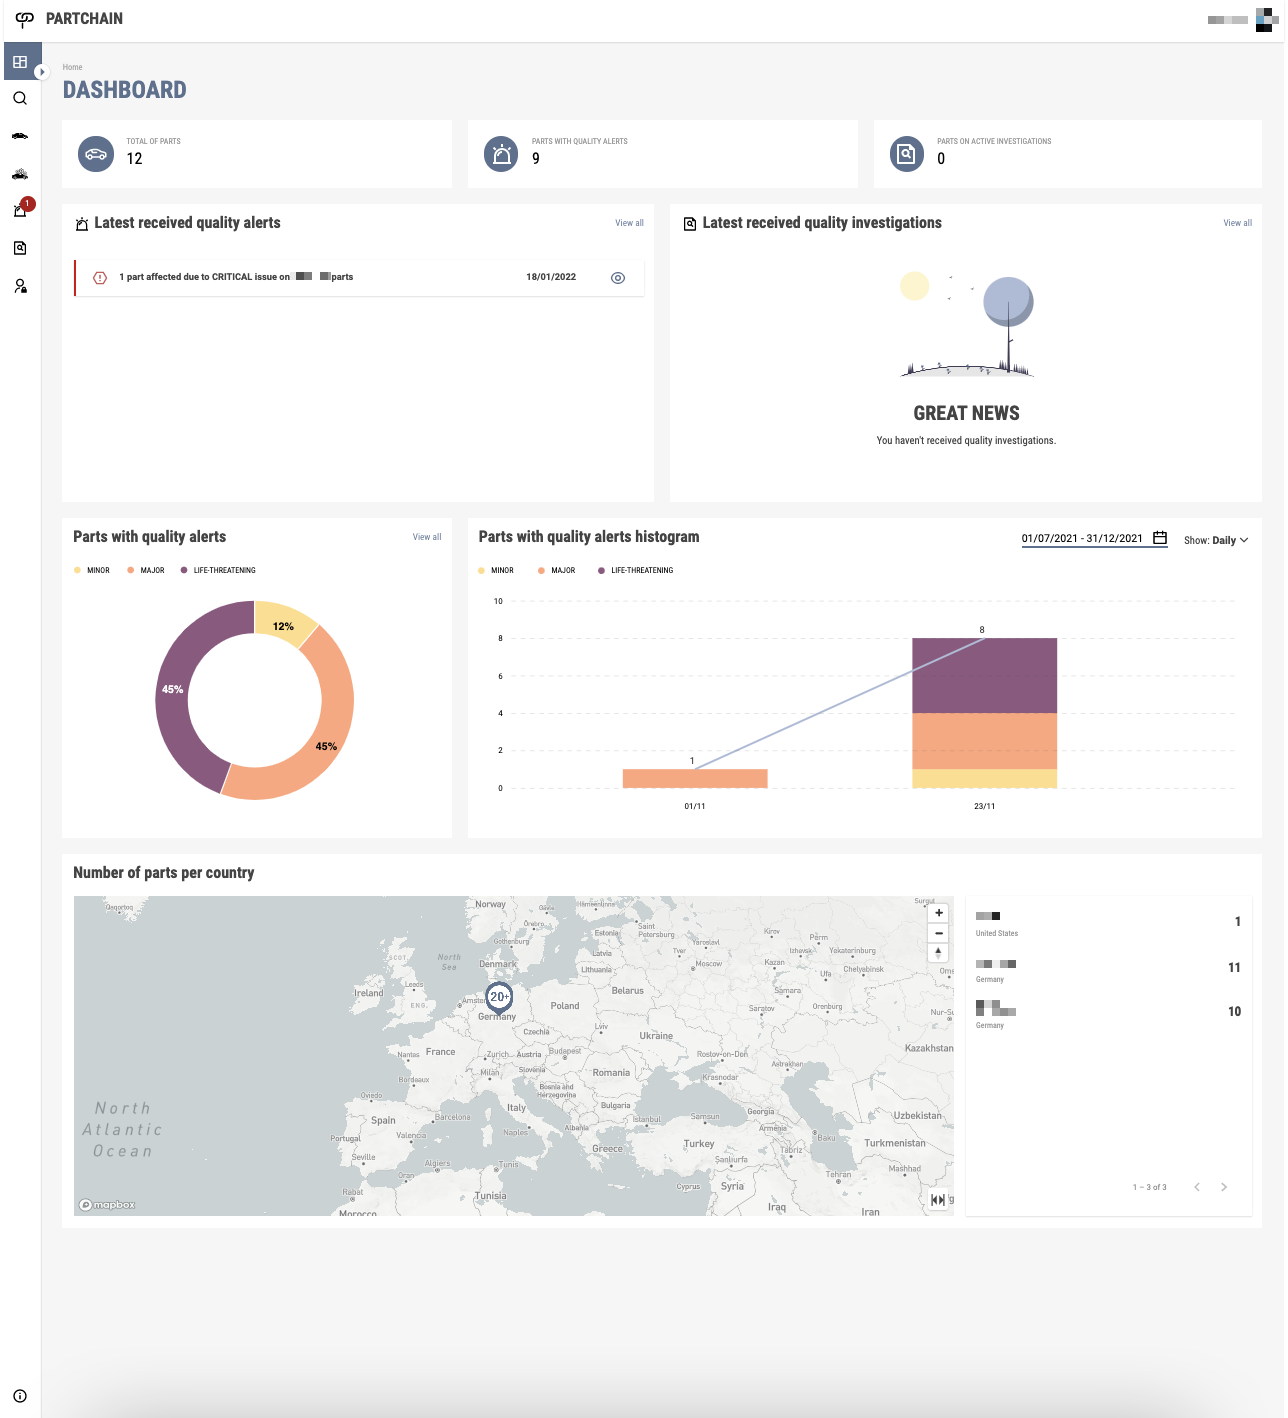 PARTCHAIN
Home
DASHBOARD
TOTAL OF PARTS
12
PARTS WITH QUALITY ALERTS
9
PARTS ON ACTIVE INVESTIGATIONS
0
1
Latest received quality alerts
View all
1 part affected due to CRITICAL issue on parts
18/01/2022
Latest received quality investigations
View all
GREAT NEWS
You haven't received quality investigations.
Parts with quality alerts
View all
MINOR
MAJOR
LIFE-THREATENING
12%
45%
45%
Parts with quality alerts histogram
01/07/2021 - 31/12/2021
Show: Daily
MINOR
MAJOR
LIFE-THREATENING
10
8
8
6
4
2
1
0
01/11
23/11
Number of parts per country
Qaqortoq
Norway
Gävle
Hämeenlinna
Surgut
Örebro
Saint Petersburg
Estonia
Kirov
Perm
Gothenburg
Yaroslavl
Tver
Izhevsk
Yekaterinburg
SCOT
North Sea
Latvia
Denmark
Lithuania
Moscow
Kazan
Ufa
Chelyabinsk
Ome
Leeds
Ireland
ENG.
Amster
20+
Germany
Poland
Belarus
Samara
Saratov
Orenburg
Nur-Su
Czechia
Lviv
Ukraine
Nantes
France
Zurich
Austria
Budapest
Rostov-on-Don
Kazakhstan
Milan
Slovenia
Romania
Krasnodar
Astrakhan
Bordeaux
Bosnia and Herzegovina
Oviedo
Bulgaria
Italy
Barcelona
Spain
Istanbul
Samsun
Georgia
Uzbekistan
Portugal
Valencia
Naples
Albania
Armenia
Baku
Greece
Turkey
Turkmenistan
Seville
Algiers
Tunis
Şanlıurfa
Tabriz
Mashhad
Oran
Tehran
Rabat
Cyprus
Syria
Tunisia
Morocco
Iraq
Iran
North
Atlantic
Ocean
mapbox
1
United States
11
Germany
10
Germany
1 – 3 of 3